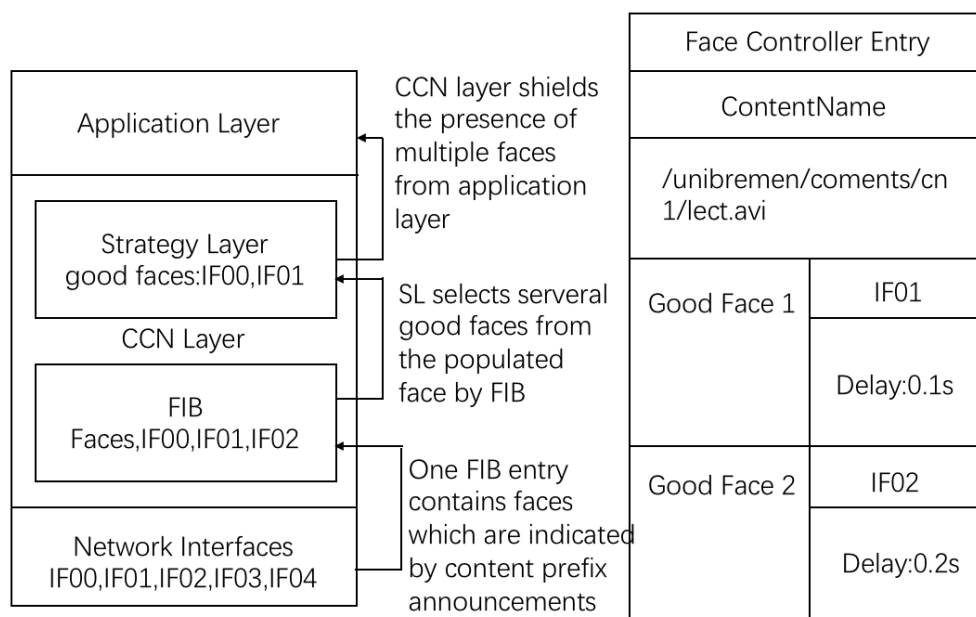 Application Layer
Strategy Layer
good faces:IF00,IF01
CCN Layer
FIB
Faces,IF00,IF01,IF02
Network Interfaces
IF00,IF01,IF02,IF03,IF04
CCN layer shields
the presence of
multiple faces
from application
layer
SL selects serveral
good faces from
the populated
face by FIB
One FIB entry
contains faces
which are indicated
by content prefix
announcements
Face Controller Entry
ContentName
/unibremen/coments/cn
1/lect.avi
Good Face 1
IF01
Delay:0.1s
Good Face 2
IF02
Delay:0.2s